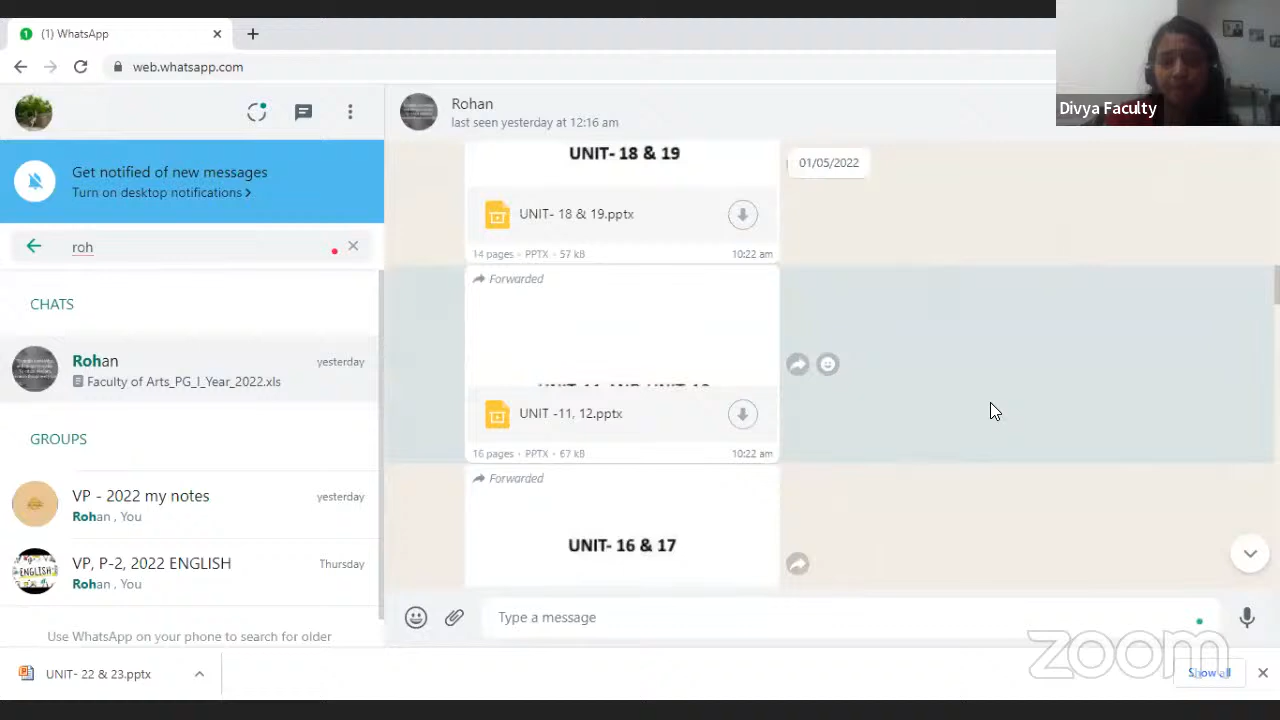 (1) WhatsApp
web.whatsapp.com
Divya Faculty
Rohan
last seen yesterday at 12:16 am
Get notified of new messages
Turn on desktop notifications >
roh
CHATS
Rohan
yesterday
Faculty of Arts_PG_I_Year_2022.xls
GROUPS
VP - 2022 my notes
yesterday
Rohan , You
VP, P-2, 2022 ENGLISH
Thursday
Rohan , You
ENGLISH
Use WhatsApp on your phone to search for older
01/05/2022
UNIT- 18 & 19
UNIT- 18 & 19.pptx
14 pages • PPTX • 57 kB
10:22 am
Forwarded
UNIT -11, 12.pptx
16 pages • PPTX • 67 kB
10:22 am
Forwarded
UNIT- 16 & 17
Type a message
UNIT- 22 & 23.pptx
zoom
Show all